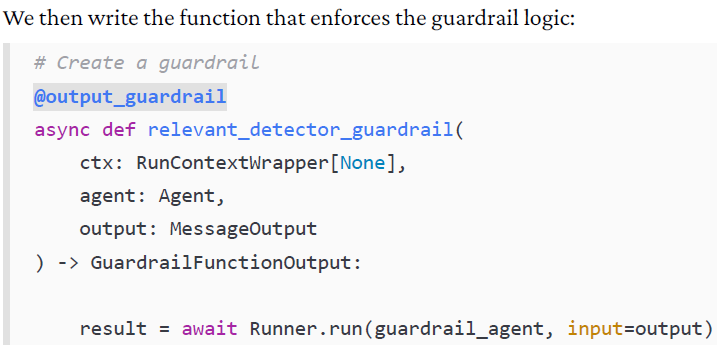 We then write the function that enforces the guardrail logic:
# Create a guardrail
@output_guardrail
async def relevant_detector_guardrail(
    ctx: RunContextWrapper[None],
    agent: Agent,
    output: MessageOutput
) -> GuardrailFunctionOutput:
    result = await Runner.run(guardrail_agent, input=output)